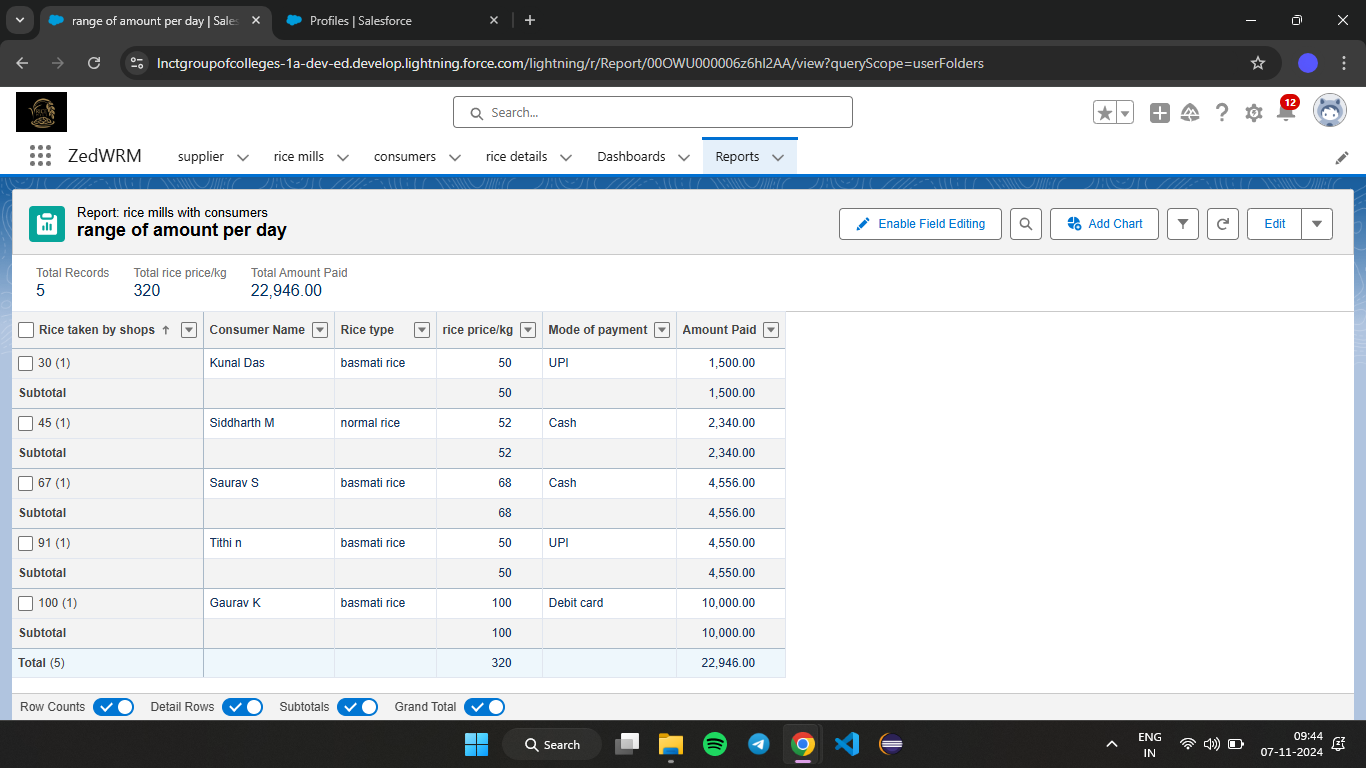 range of amount per day | Sales
Profiles | Salesforce
lnctgroupofcolleges-1a-dev-ed.develop.lightning.force.com/lightning/r/Report/00OWU000006z6hI2AA/view?queryScope=userFolders
Search...
12
ZedWRM
supplier
rice mills
consumers
rice details
Dashboards
Reports
Report: rice mills with consumers
range of amount per day
Enable Field Editing
Add Chart
Edit
Total Records
Total rice price/kg
Total Amount Paid
5
320
22,946.00
Rice taken by shops ↑ Consumer Name Rice type rice price/kg Mode of payment Amount Paid
30 (1) Kunal Das basmati rice 50 UPI 1,500.00
Subtotal 50 1,500.00
45 (1) Siddharth M normal rice 52 Cash 2,340.00
Subtotal 52 2,340.00
67 (1) Saurav S basmati rice 68 Cash 4,556.00
Subtotal 68 4,556.00
91 (1) Tithi n basmati rice 50 UPI 4,550.00
Subtotal 50 4,550.00
100 (1) Gaurav K basmati rice 100 Debit card 10,000.00
Subtotal 100 10,000.00
Total (5) 320 22,946.00
Row Counts Detail Rows Subtotals Grand Total
Search
ENG
IN
09:44
07-11-2024